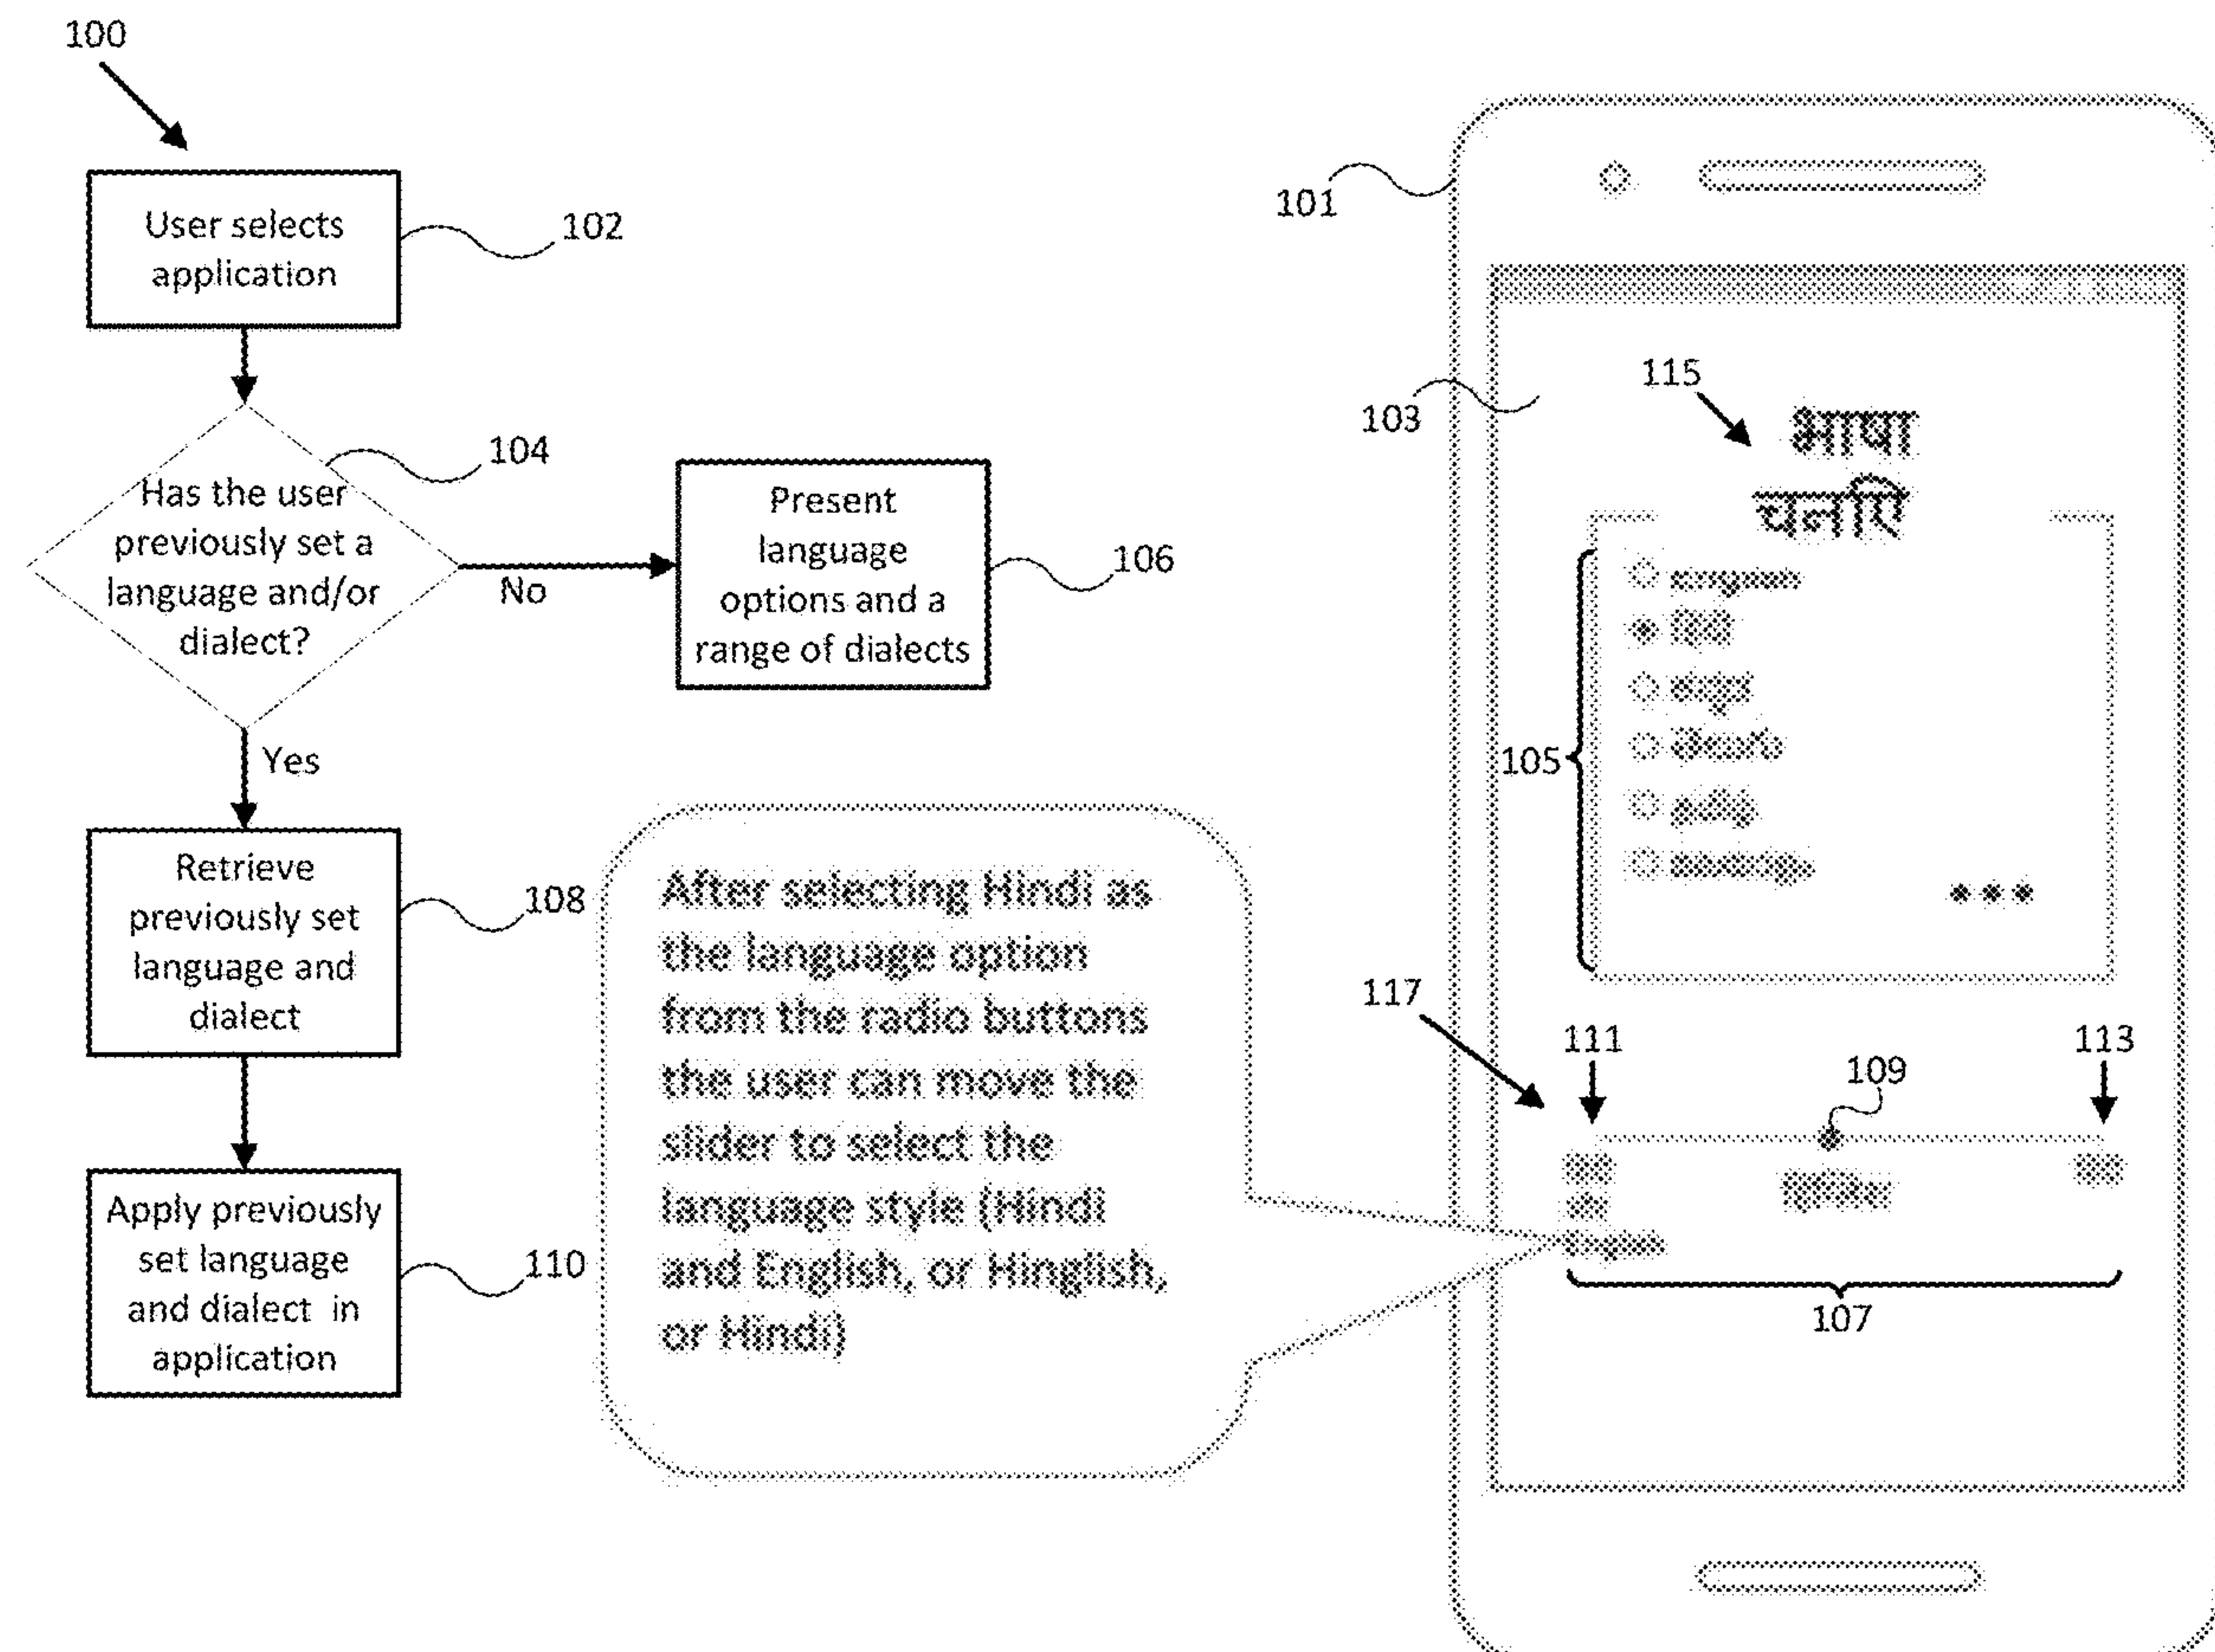 100
User selects
application
102
104
Has the user
previously set a
language and/or
dialect?
No
Present
language
options and a
range of dialects
106
Yes
Retrieve
previously set
language and
dialect
108
Apply previously
set language
and dialect in
application
110
After selecting Hindi as
the language option
from the radio buttons
the user can move the
slider to select the
language style (Hindi
and English, or Hinglish,
or Hindi)
101
103
115
भाषा
चनिए
105
हिंदी
117
111
109
113
107